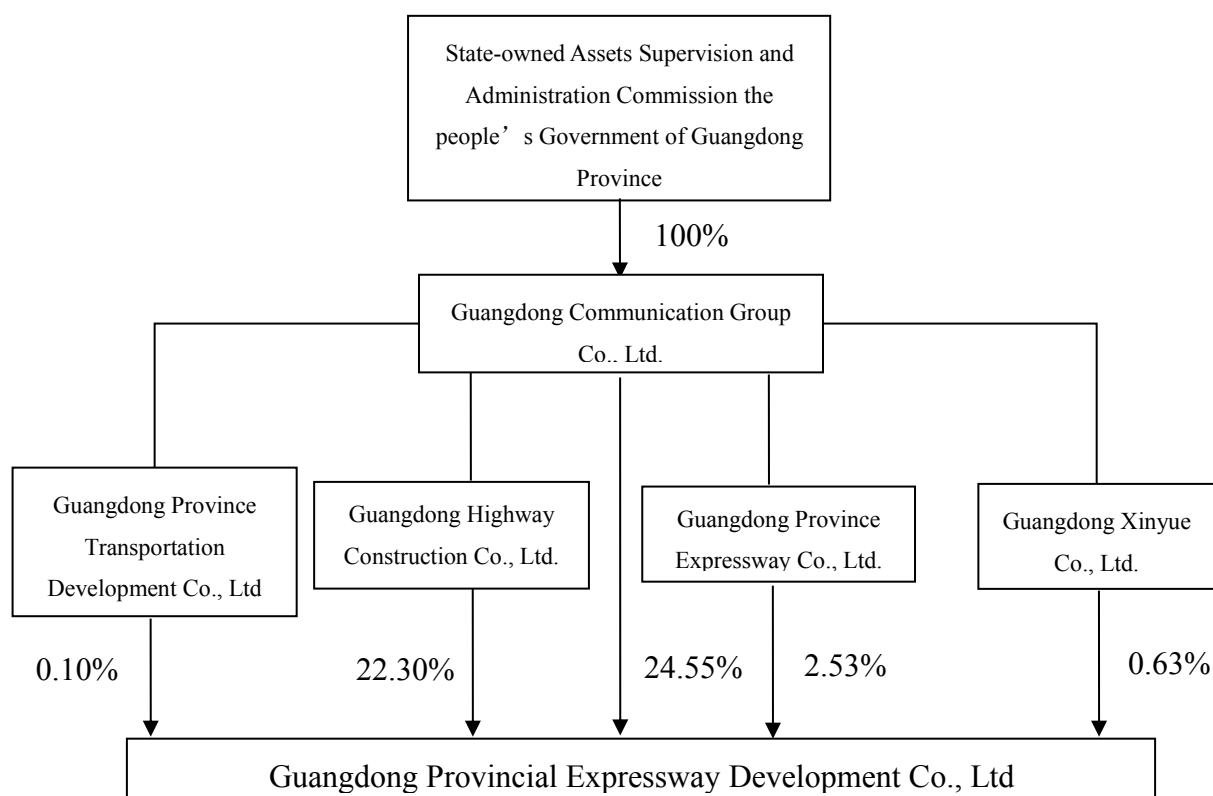 State-owned Assets Supervision and
Administration Commission the
people’s Government of Guangdong
Province
100%
Guangdong Communication Group
Co., Ltd.
Guangdong Province
Transportation
Development Co., Ltd
Guangdong Highway
Construction Co., Ltd.
Guangdong Province
Expressway Co., Ltd.
Guangdong Xinyue
Co., Ltd.
0.10%
22.30%
24.55%
2.53%
0.63%
Guangdong Provincial Expressway Development Co., Ltd